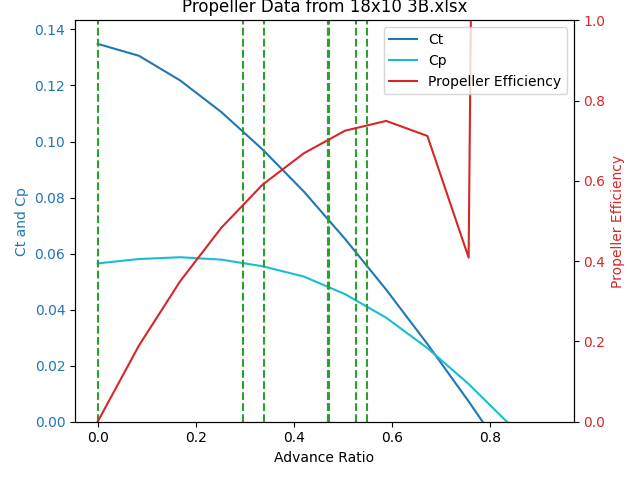 Propeller Data from 18x10 3B.xlsx
Ct
Cp
Propeller Efficiency
0.14
0.12
0.10
0.08
0.06
0.04
0.02
0.00
Ct and Cp
1.0
0.8
0.6
0.4
0.2
0.0
Propeller Efficiency
0.0 0.2 0.4 0.6 0.8
Advance Ratio